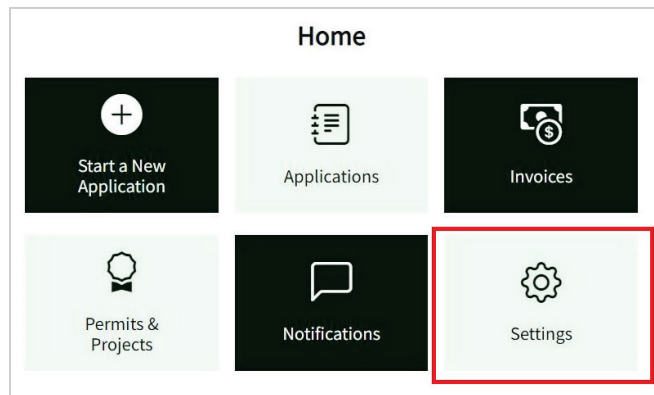 Home
Start a New
Application
Applications
Invoices
Permits &
Projects
Notifications
Settings